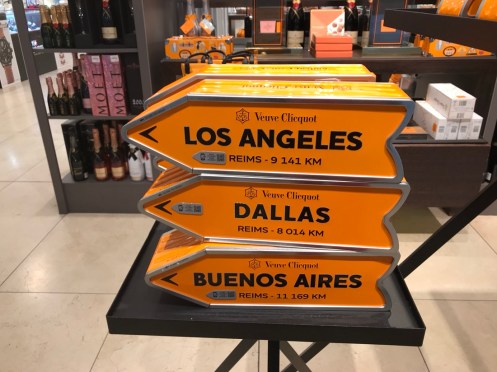 Veuve Clicquot
LOS ANGELES
REIMS - 9 141 KM
Veuve Clicquot
DALLAS
REIMS - 8 014 KM
Veuve Clicquot
BUENOS AIRES
REIMS - 11 169 KM
MOËT